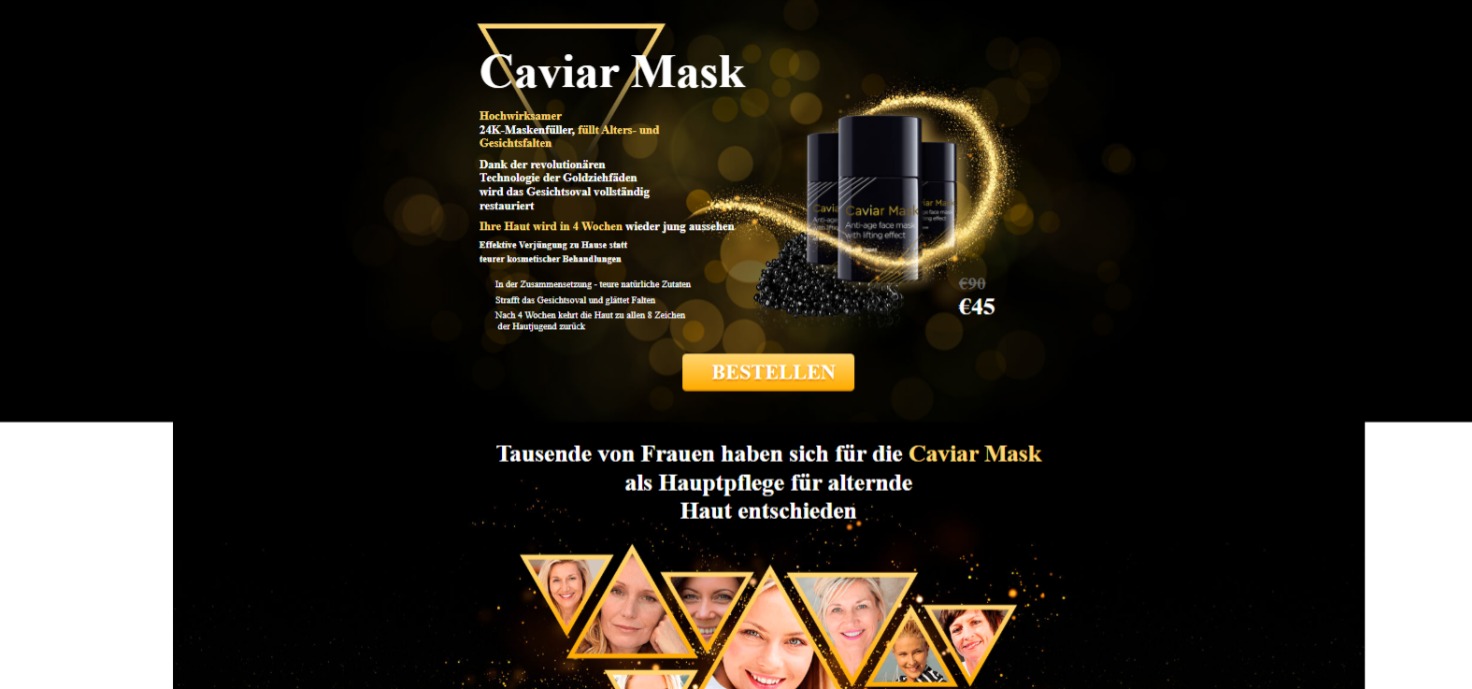 Caviar Mask
Hochwirksamer
24K-Maskenfüller, füllt Alters- und
Gesichtsfalten
Dank der revolutionären
Technologie der Goldziehfäden
wird das Gesichtsoval vollständig
restauriert
Ihre Haut wird in 4 Wochen wieder jung aussehen
Effektive Verjüngung zu Hause statt
teurer kosmetischer Behandlungen
In der Zusammensetzung - teure natürliche Zutaten
Strafft das Gesichtsoval und glättet Falten
Nach 4 Wochen kehrt die Haut zu allen 8 Zeichen
der Hautjugend zurück
Caviar Mask
Anti-age face mask
with lifting effect
€90
€45
BESTELLEN
Tausende von Frauen haben sich für die Caviar Mask
als Hauptpflege für alternde
Haut entschieden